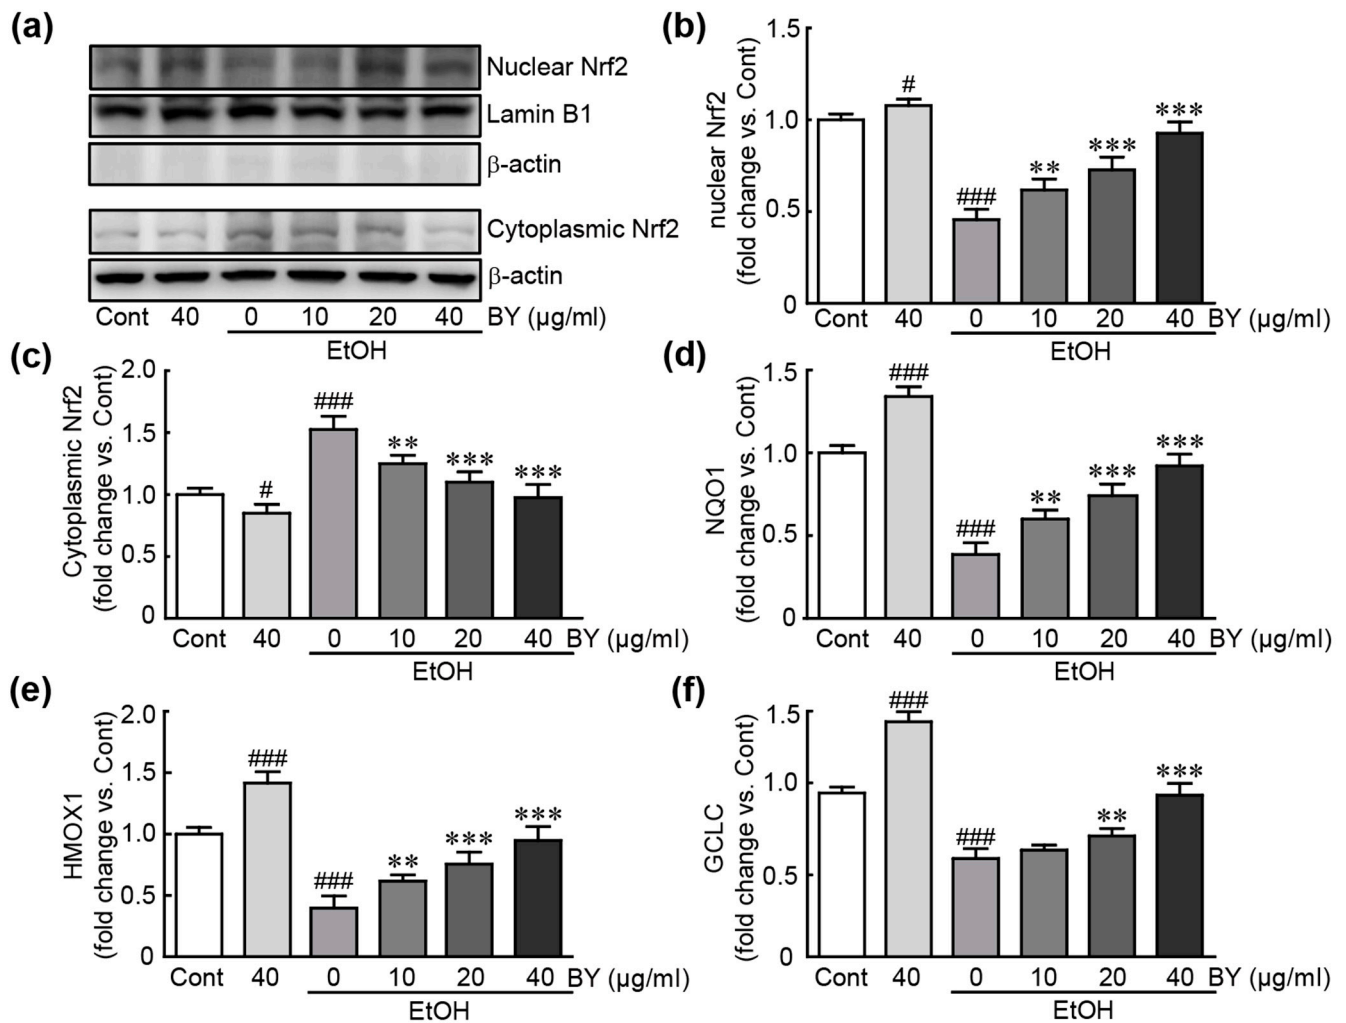 (a)
Nuclear Nrf2
Lamin B1
β-actin
Cytoplasmic Nrf2
β-actin
Cont 40 0 10 20 40 BY (μg/ml)
EtOH
(b)
nuclear Nrf2
(fold change vs. Cont)
1.5
1.0
0.5
0
# ### ** *** ***
Cont 40 0 10 20 40 BY (μg/ml)
EtOH
(c)
Cytoplasmic Nrf2
(fold change vs. Cont)
2.0
1.5
1.0
0.5
0
# ### ** *** ***
Cont 40 0 10 20 40 BY (μg/ml)
EtOH
(d)
NQO1
(fold change vs. Cont)
1.5
1.0
0.5
0
### ### ** *** ***
Cont 40 0 10 20 40 BY (μg/ml)
EtOH
(e)
HMOX1
(fold change vs. Cont)
2.0
1.5
1.0
0.5
0
### ### ** *** ***
Cont 40 0 10 20 40 BY (μg/ml)
EtOH
(f)
GCLC
(fold change vs. Cont)
1.5
1.0
0.5
0
### ### ** ***
Cont 40 0 10 20 40 BY (μg/ml)
EtOH